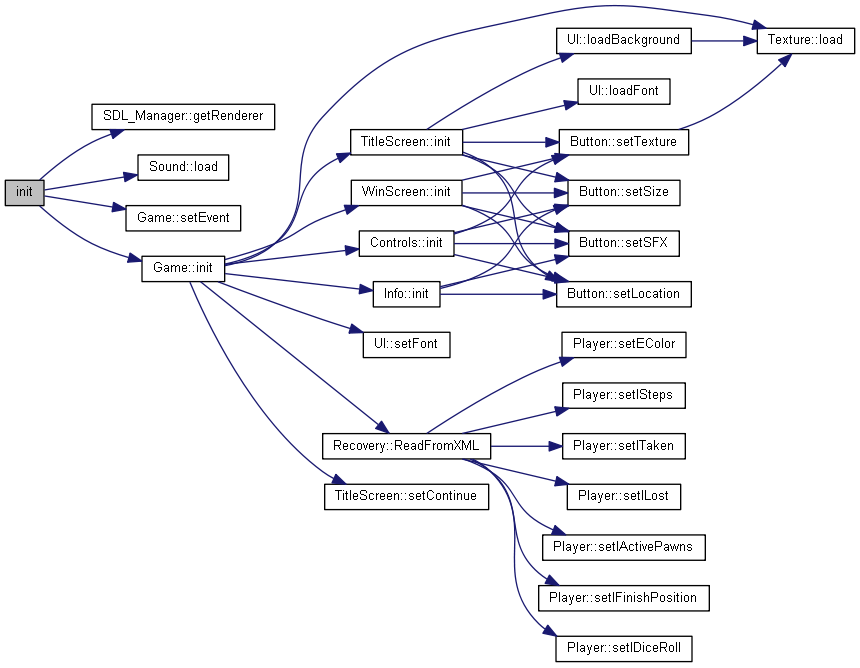 init
SDL_Manager::getRenderer
Sound::load
Game::setEvent
Game::init
TitleScreen::init
WinScreen::init
Controls::init
Info::init
UI::setFont
Recovery::ReadFromXML
TitleScreen::setContinue
UI::loadBackground
UI::loadFont
Button::setTexture
Button::setSize
Button::setSFX
Button::setLocation
Player::setEColor
Player::setISteps
Player::setITaken
Player::setILost
Player::setIActivePawns
Player::setIFinishPosition
Player::setIDiceRoll
Texture::load